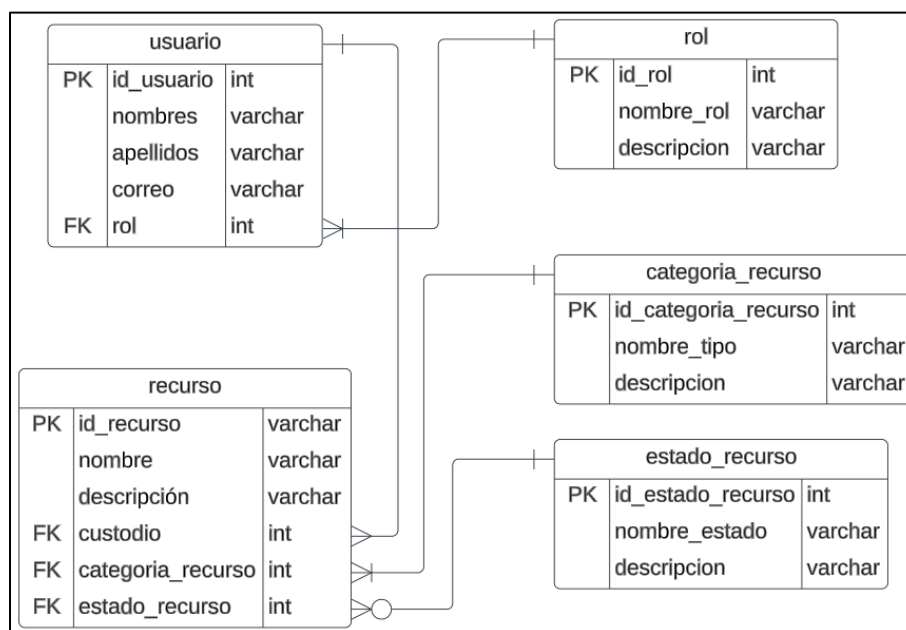 usuario
PK id_usuario int
nombres varchar
apellidos varchar
correo varchar
FK rol int
rol
PK id_rol int
nombre_rol varchar
descripcion varchar
categoria_recurso
PK id_categoria_recurso int
nombre_tipo varchar
descripcion varchar
recurso
PK id_recurso varchar
nombre varchar
descripción varchar
FK custodio int
FK categoria_recurso int
FK estado_recurso int
estado_recurso
PK id_estado_recurso int
nombre_estado varchar
descripcion varchar